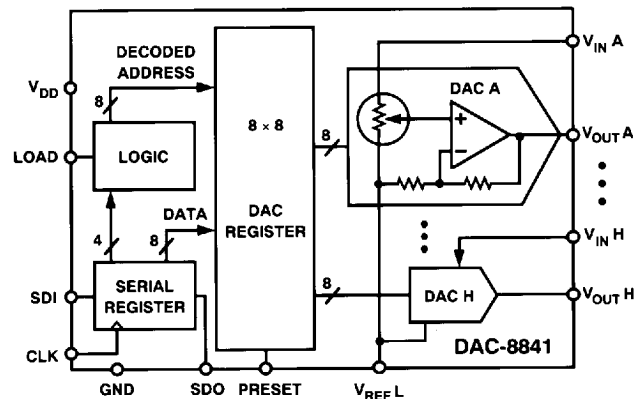 DECODED
ADDRESS
V_DD
8
LOAD
LOGIC
4
8
DATA
SDI
SERIAL
REGISTER
CLK
GND
SDO
PRESET
8 × 8
DAC
REGISTER
8
8
DAC A
+
−
V_IN A
V_OUT A
V_IN H
DAC H
V_OUT H
DAC-8841
V_REF L